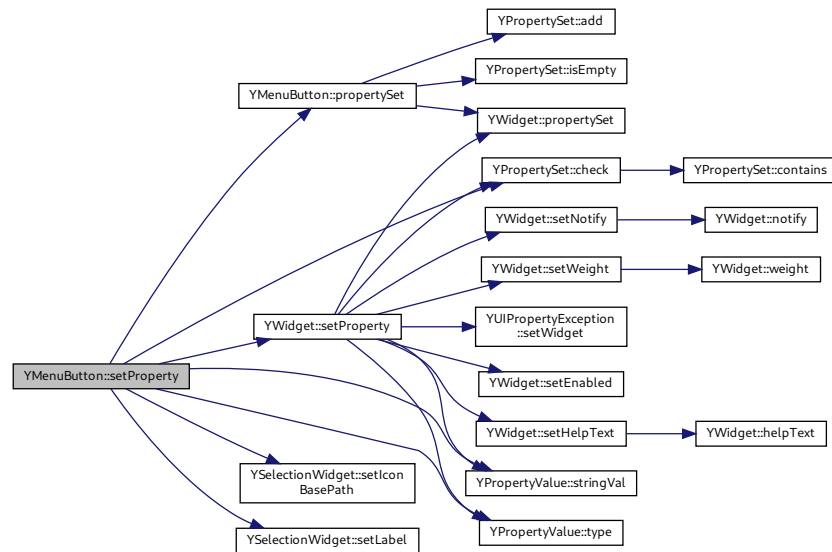 YPropertySet::add
YPropertySet::isEmpty
YMenuButton::propertySet
YWidget::propertySet
YPropertySet::check
YPropertySet::contains
YWidget::setNotify
YWidget::notify
YWidget::setWeight
YWidget::weight
YUIPropertyException
::setWidget
YWidget::setProperty
YMenuButton::setProperty
YWidget::setEnabled
YWidget::setHelpText
YWidget::helpText
YSelectionWidget::setIcon
BasePath
YPropertyValue::stringVal
YSelectionWidget::setLabel
YPropertyValue::type